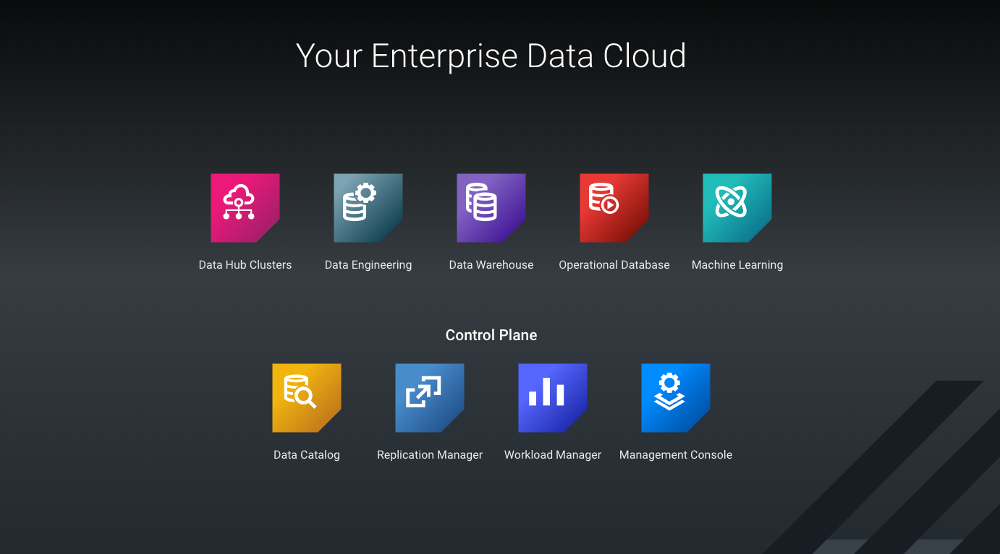 Your Enterprise Data Cloud
Data Hub Clusters
Data Engineering
Data Warehouse
Operational Database
Machine Learning
Control Plane
Data Catalog
Replication Manager
Workload Manager
Management Console